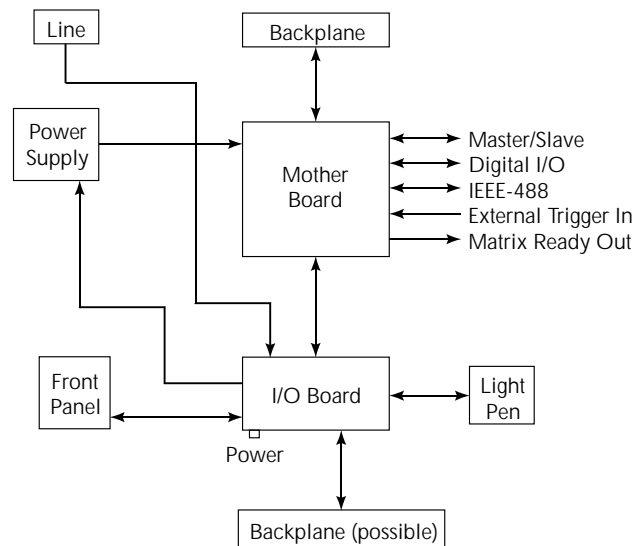 Line
Backplane
Power
Supply
Mother
Board
Master/Slave
Digital I/O
IEEE-488
External Trigger In
Matrix Ready Out
Front
Panel
I/O Board
Light
Pen
Power
Backplane (possible)